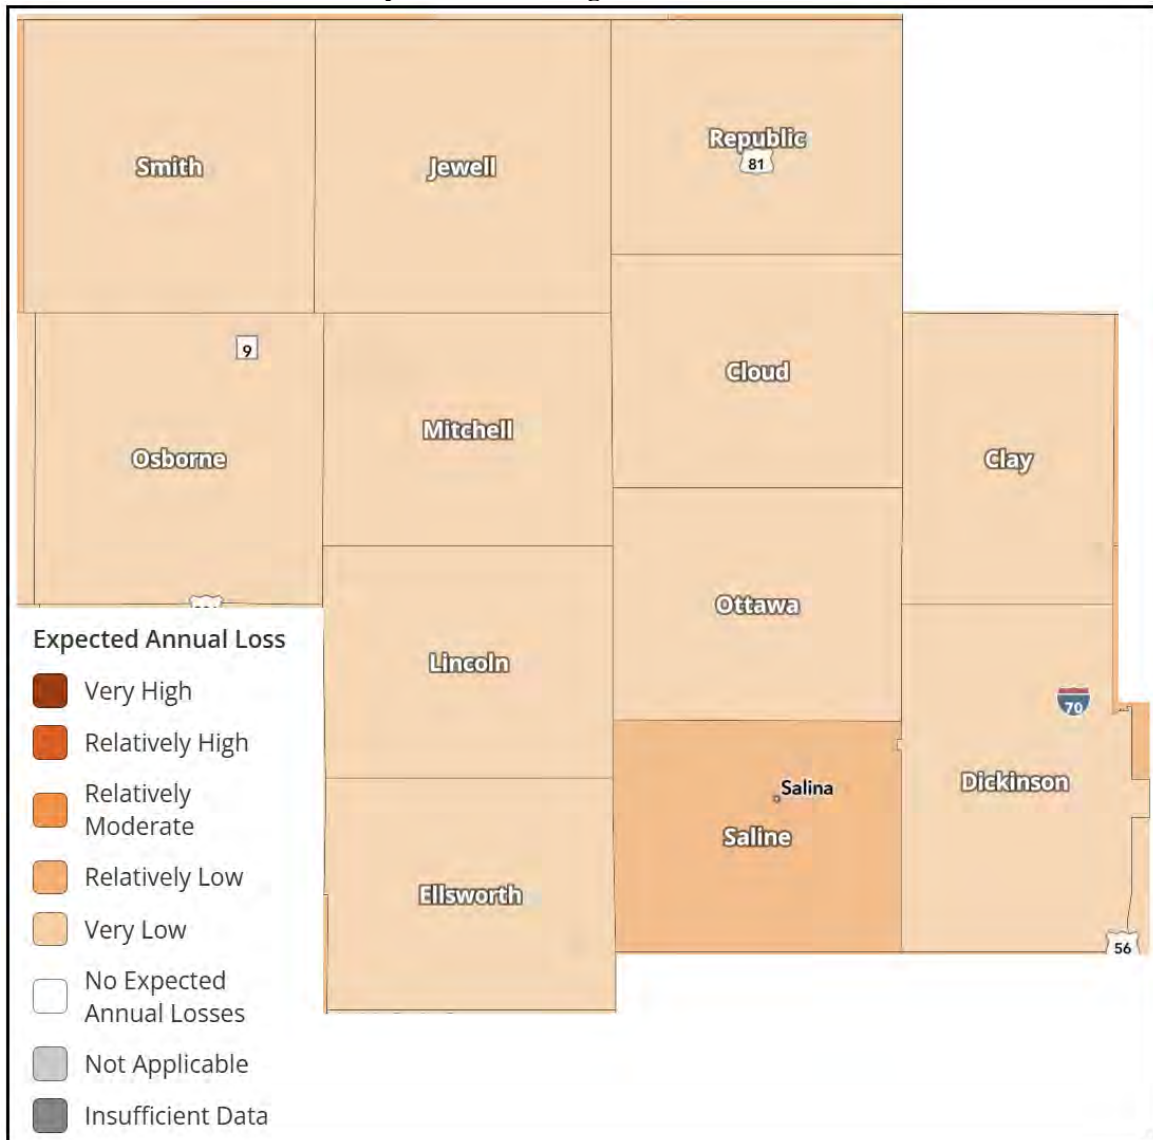 Smith
Jewell
Republic
81
9
Cloud
Osborne
Mitchell
Clay
Ottawa
Lincoln
70
Dickinson
Salina
Saline
Ellsworth
56
Expected Annual Loss
Very High
Relatively High
Relatively
Moderate
Relatively Low
Very Low
No Expected
Annual Losses
Not Applicable
Insufficient Data